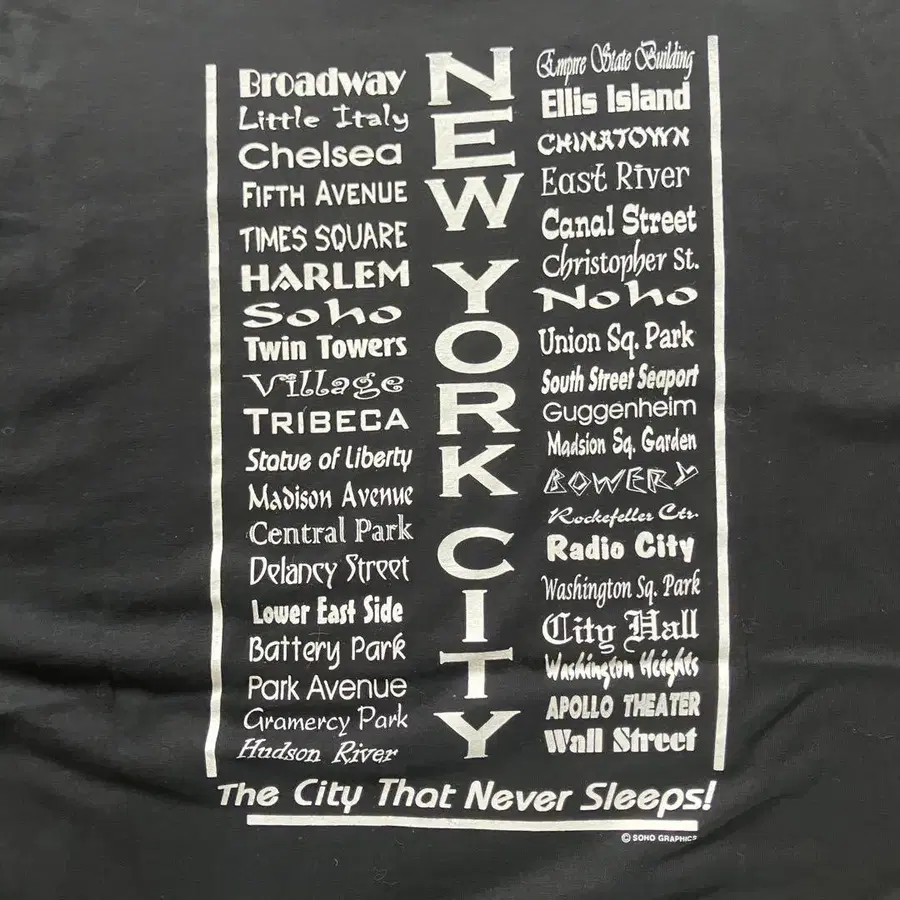 Broadway
Little Italy
Chelsea
FIFTH AVENUE
TIMES SQUARE
HARLEM
Soho
Twin Towers
Village
TRIBECA
Statue of Liberty
Madison Avenue
Central Park
Delancy Street
Lower East Side
Battery Park
Park Avenue
Gramercy Park
Hudson River
NEW YORK CITY
Empire State Building
Ellis Island
CHINATOWN
East River
Canal Street
Christopher St.
Noho
Union Sq. Park
South Street Seaport
Guggenheim
Madsion Sq. Garden
BOWERY
Rockefeller Ctr.
Radio City
Washington Sq. Park
City Hall
Washington Heights
APOLLO THEATER
Wall Street
The City That Never Sleeps!
© SOHO GRAPHICS